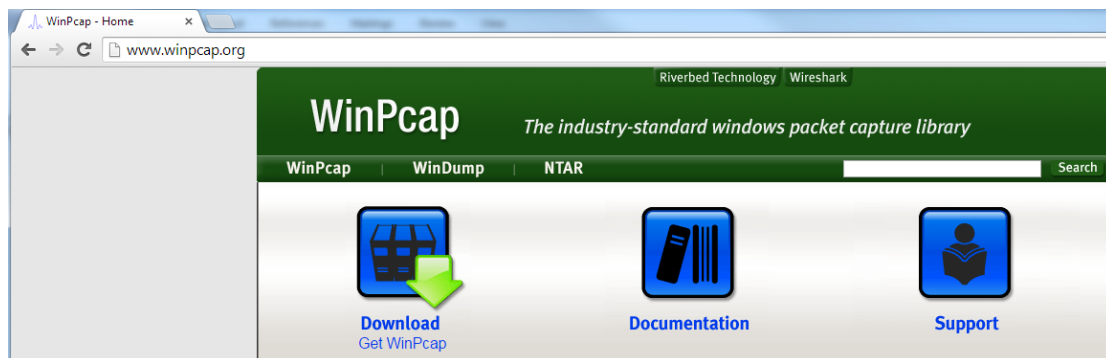 WinPcap - Home
www.winpcap.org
Riverbed Technology Wireshark
WinPcap
The industry-standard windows packet capture library
WinPcap | WinDump | NTAR Search
Download Documentation Support
Get WinPcap